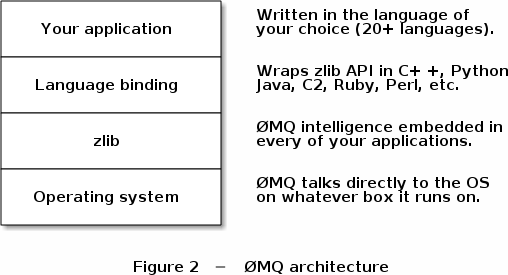 Your application
Written in the language of
your choice (20+ languages).
Language binding
Wraps zlib API in C+ +, Python
Java, C2, Ruby, Perl, etc.
zlib
ØMQ intelligence embedded in
every of your applications.
Operating system
ØMQ talks directly to the OS
on whatever box it runs on.
Figure 2 – ØMQ architecture